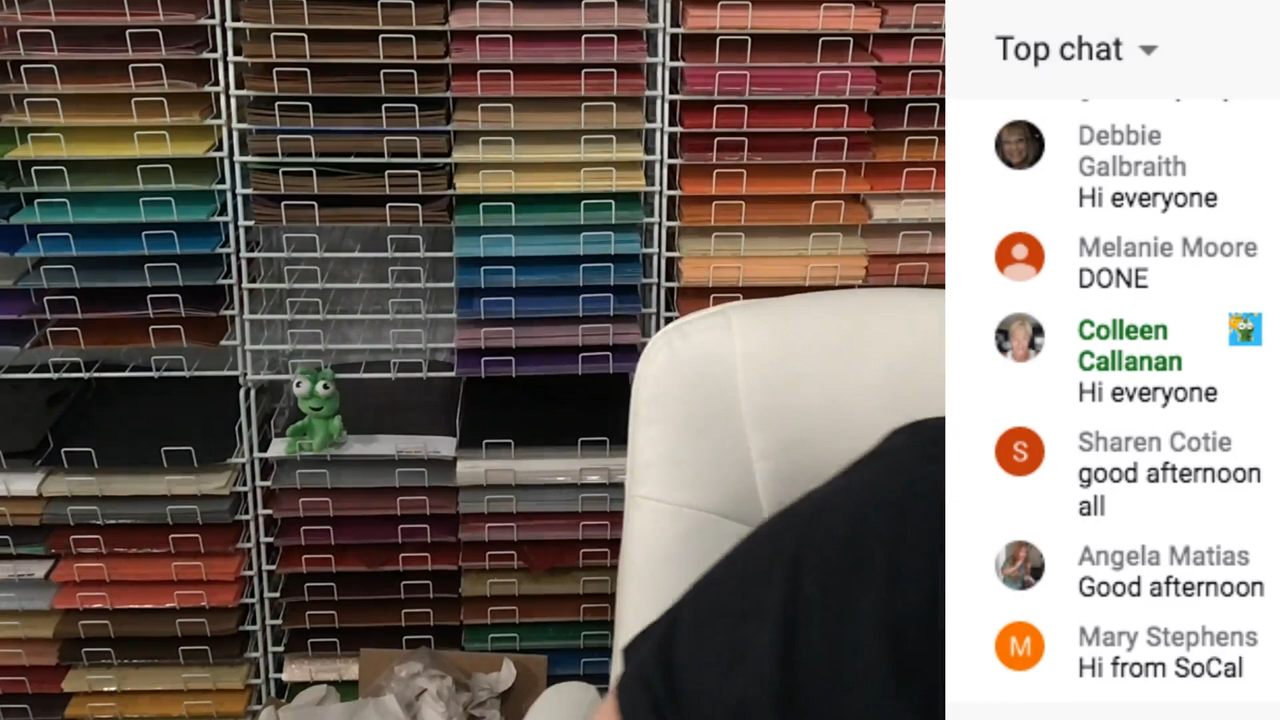 Top chat
Debbie
Galbraith
Hi everyone
Melanie Moore
DONE
Colleen
Callanan
Hi everyone
S
Sharen Cotie
good afternoon
all
Angela Matias
Good afternoon
M
Mary Stephens
Hi from SoCal